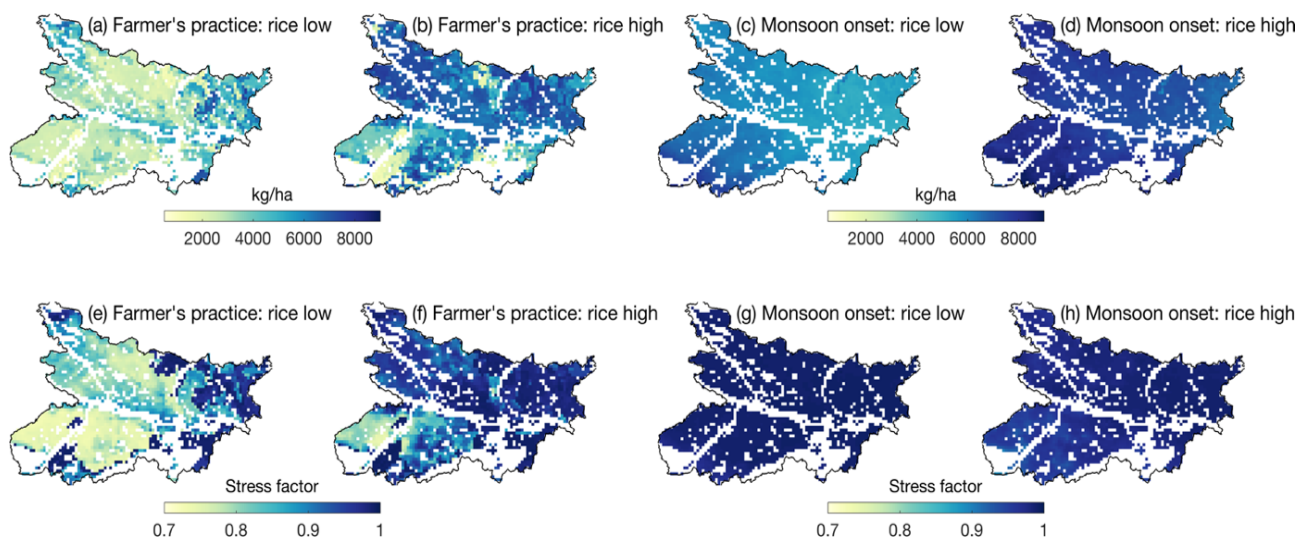 (a) Farmer's practice: rice low
(b) Farmer's practice: rice high
(c) Monsoon onset: rice low
(d) Monsoon onset: rice high
kg/ha
2000 4000 6000 8000
kg/ha
2000 4000 6000 8000
(e) Farmer's practice: rice low
(f) Farmer's practice: rice high
(g) Monsoon onset: rice low
(h) Monsoon onset: rice high
Stress factor
0.7 0.8 0.9 1
Stress factor
0.7 0.8 0.9 1